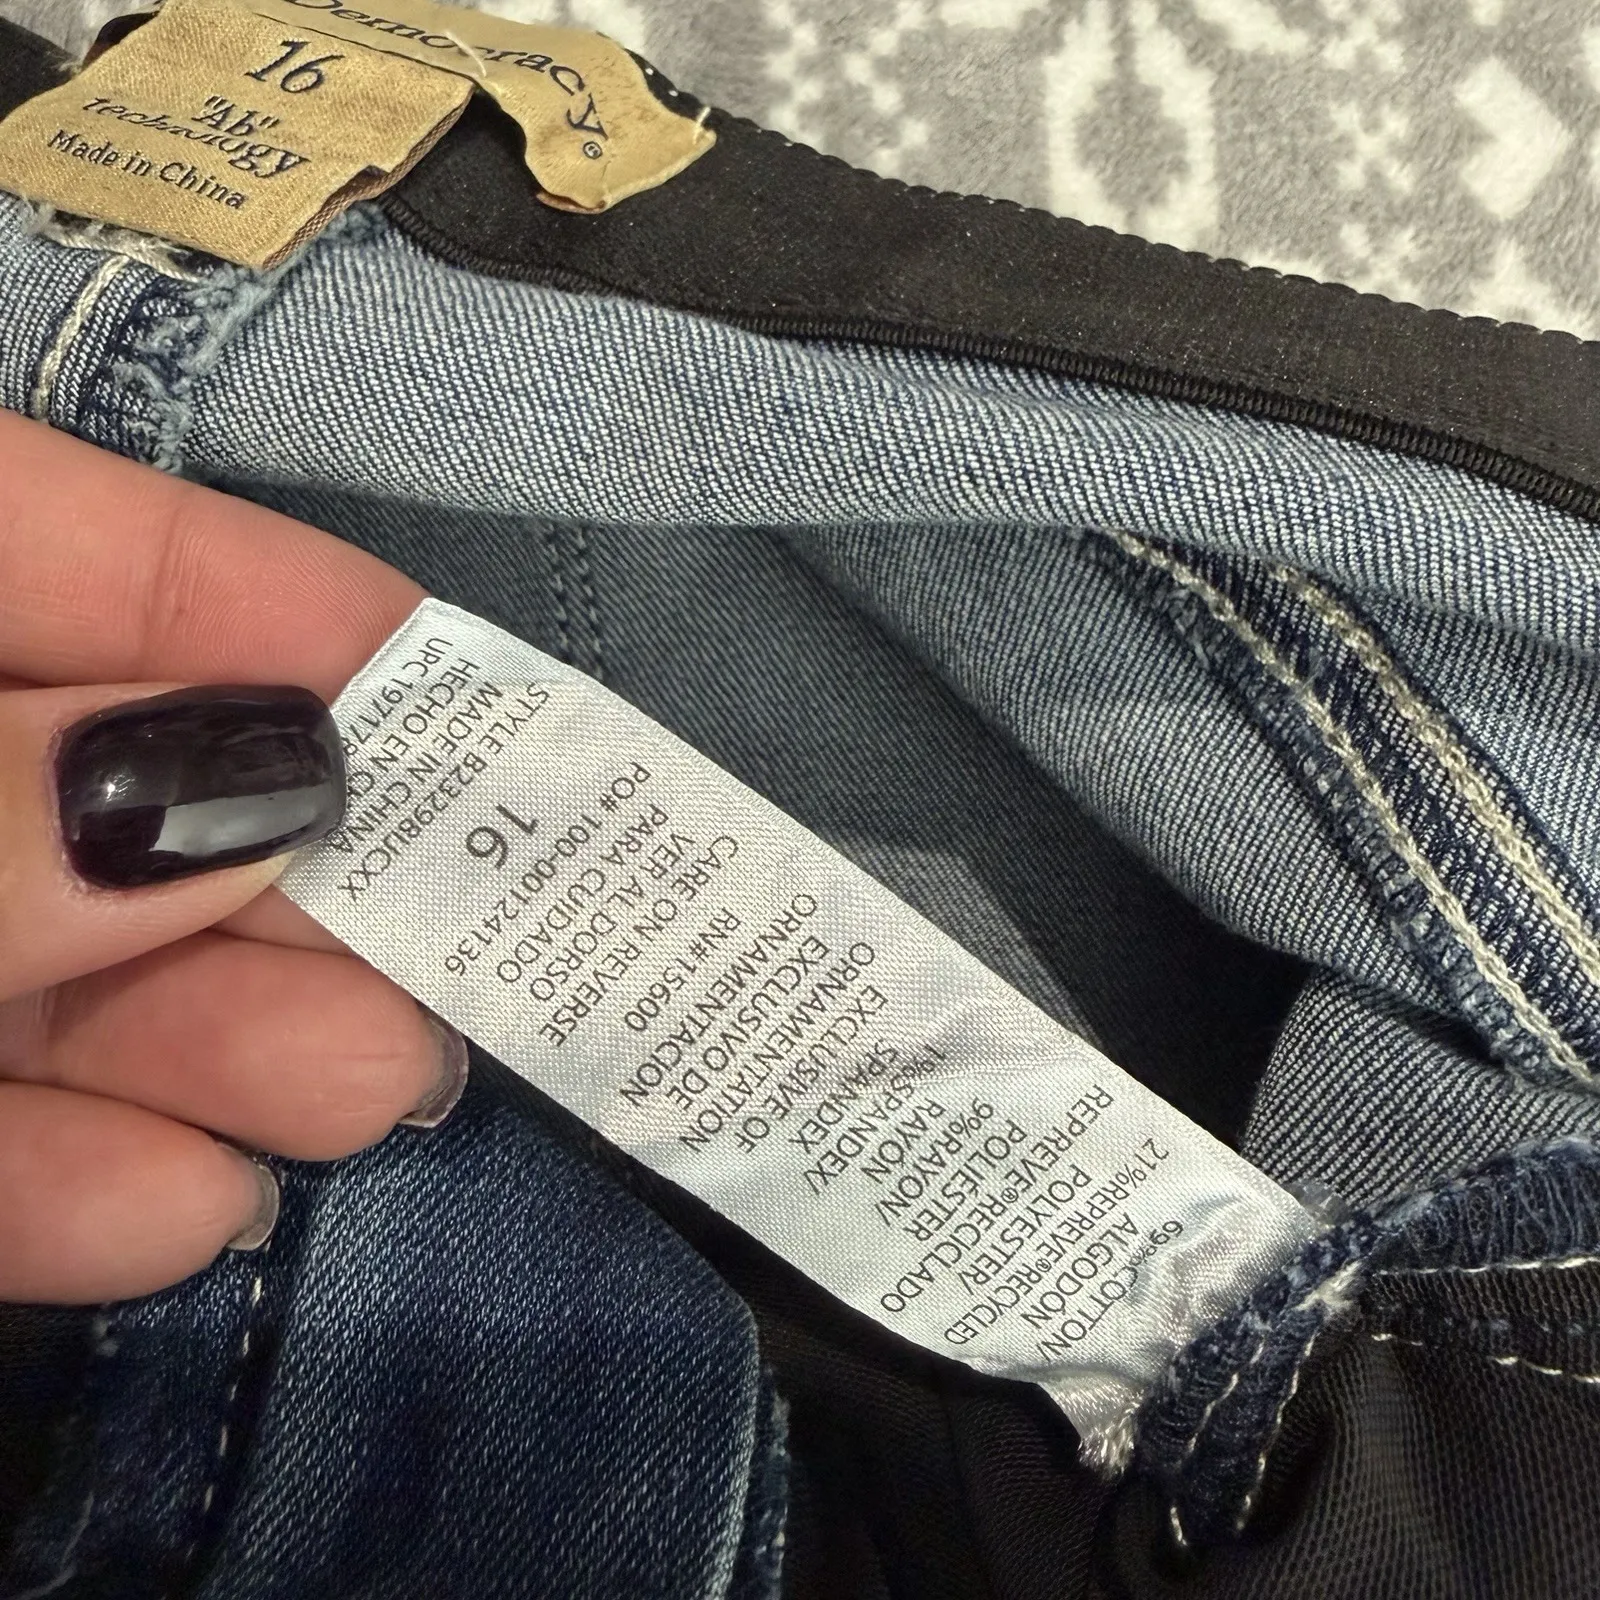 Democracy®
16
"Ab"
technology
Made in China
69%COTTON/
ALGODÓN
21%REPREVE®RECYCLED
POLYESTER/
REPREVE®RECICLADO
POLIÉSTER
9%RAYON/
RAYÓN
1%SPANDEX/
SPANDEX
EXCLUSIVE OF
ORNAMENTATION
EXCLUSIVO DE
ORNAMENTACION
RN#15600
CARE ON REVERSE
VER AL DORSO
PARA CUIDADO
PO# 100-00124136
16
STYLE B23298UCXX
MADE IN CHINA
HECHO EN CHINA
UPC